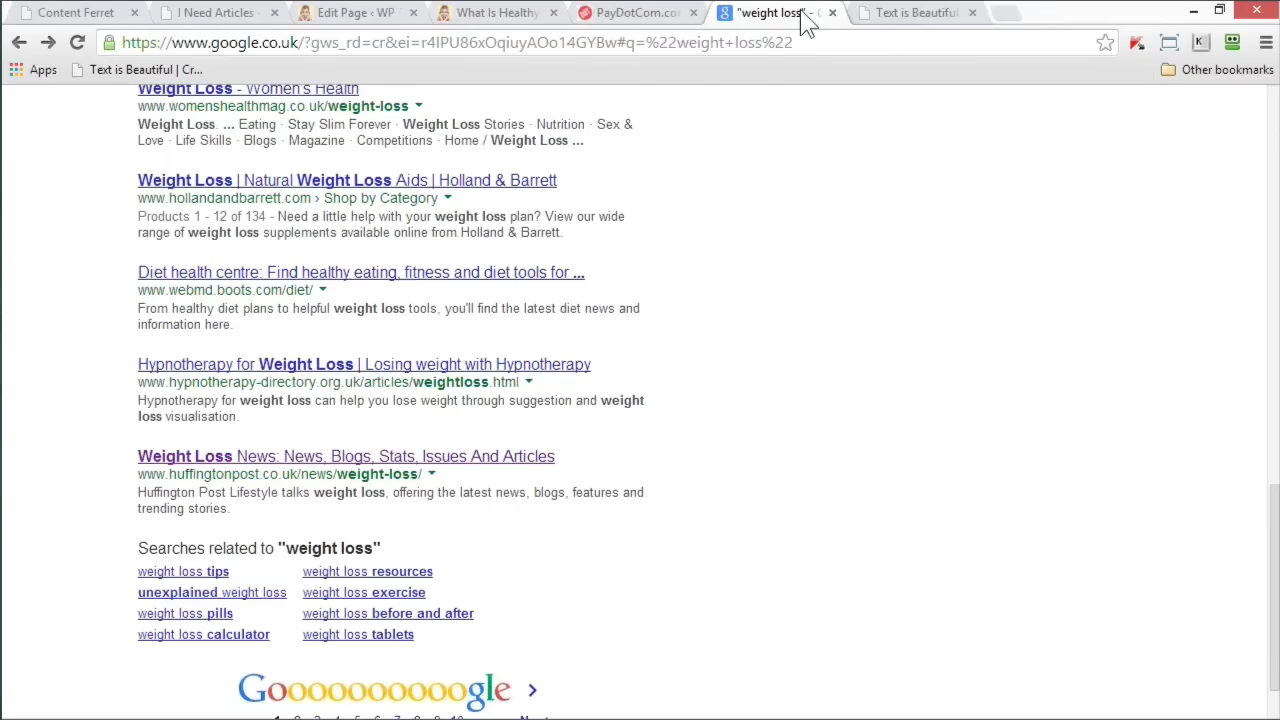 Content Ferret
I Need Articles
Edit Page ‹ WP
What Is Healthy
PayDotCom.com
"weight loss" -
Text is Beautiful
https://www.google.co.uk/?gws_rd=cr&ei=r4IPU86xOqiuyAOo14GYBw#q=%22weight+loss%22
Apps
Text is Beautiful | Cr...
Other bookmarks
Weight Loss - Women's Health
www.womenshealthmag.co.uk/weight-loss
Weight Loss. ... Eating · Stay Slim Forever · Weight Loss Stories · Nutrition · Sex &
Love · Life Skills · Blogs · Magazine · Competitions · Home / Weight Loss ...
Weight Loss | Natural Weight Loss Aids | Holland & Barrett
www.hollandandbarrett.com › Shop by Category
Products 1 - 12 of 134 - Need a little help with your weight loss plan? View our wide
range of weight loss supplements available online from Holland & Barrett.
Diet health centre: Find healthy eating, fitness and diet tools for ...
www.webmd.boots.com/diet/
From healthy diet plans to helpful weight loss tools, you'll find the latest diet news and
information here.
Hypnotherapy for Weight Loss | Losing weight with Hypnotherapy
www.hypnotherapy-directory.org.uk/articles/weightloss.html
Hypnotherapy for weight loss can help you lose weight through suggestion and weight
loss visualisation.
Weight Loss News: News, Blogs, Stats, Issues And Articles
www.huffingtonpost.co.uk/news/weight-loss/
Huffington Post Lifestyle talks weight loss, offering the latest news, blogs, features and
trending stories.
Searches related to "weight loss"
weight loss tips
weight loss resources
unexplained weight loss
weight loss exercise
weight loss pills
weight loss before and after
weight loss calculator
weight loss tablets
Goooooooooogle